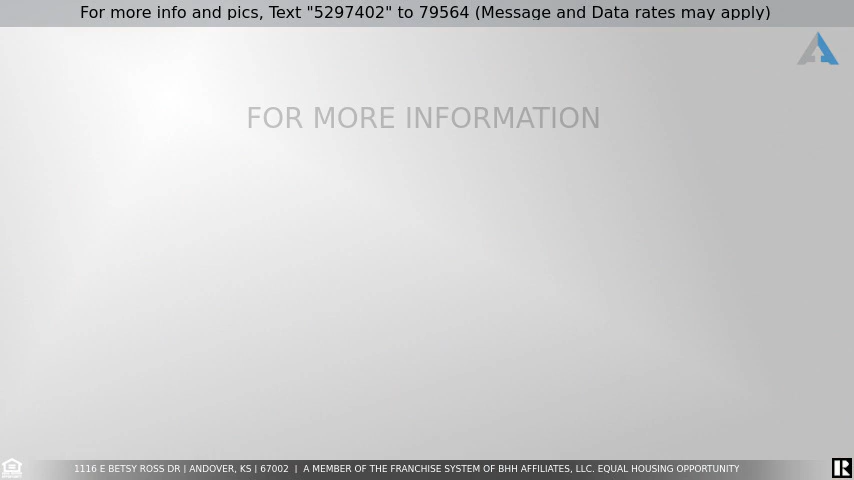 For more info and pics, Text "5297402" to 79564 (Message and Data rates may apply)
FOR MORE INFORMATION
1116 E BETSY ROSS DR | ANDOVER, KS | 67002 | A MEMBER OF THE FRANCHISE SYSTEM OF BHH AFFILIATES, LLC. EQUAL HOUSING OPPORTUNITY